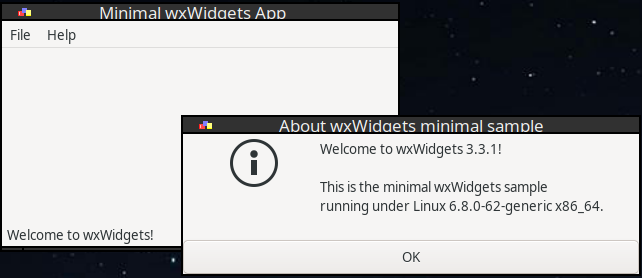 Minimal wxWidgets App
File Help
About wxWidgets minimal sample
Welcome to wxWidgets 3.3.1!
This is the minimal wxWidgets sample
running under Linux 6.8.0-62-generic x86_64.
Welcome to wxWidgets!
OK